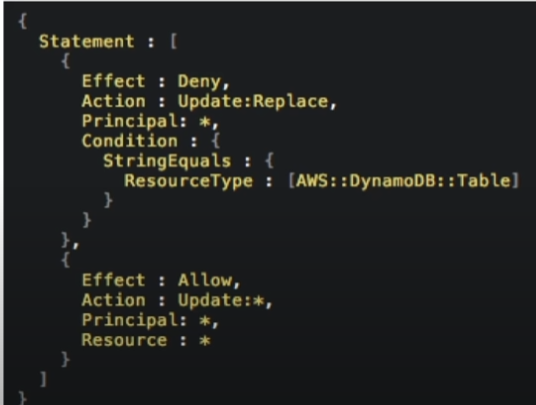 {
  Statement : [
    {
      Effect : Deny,
      Action : Update:Replace,
      Principal: *,
      Condition : {
        StringEquals : {
          ResourceType : [AWS::DynamoDB::Table]
        }
      }
    },
    {
      Effect : Allow,
      Action : Update:*,
      Principal: *,
      Resource : *
    }
  ]
}